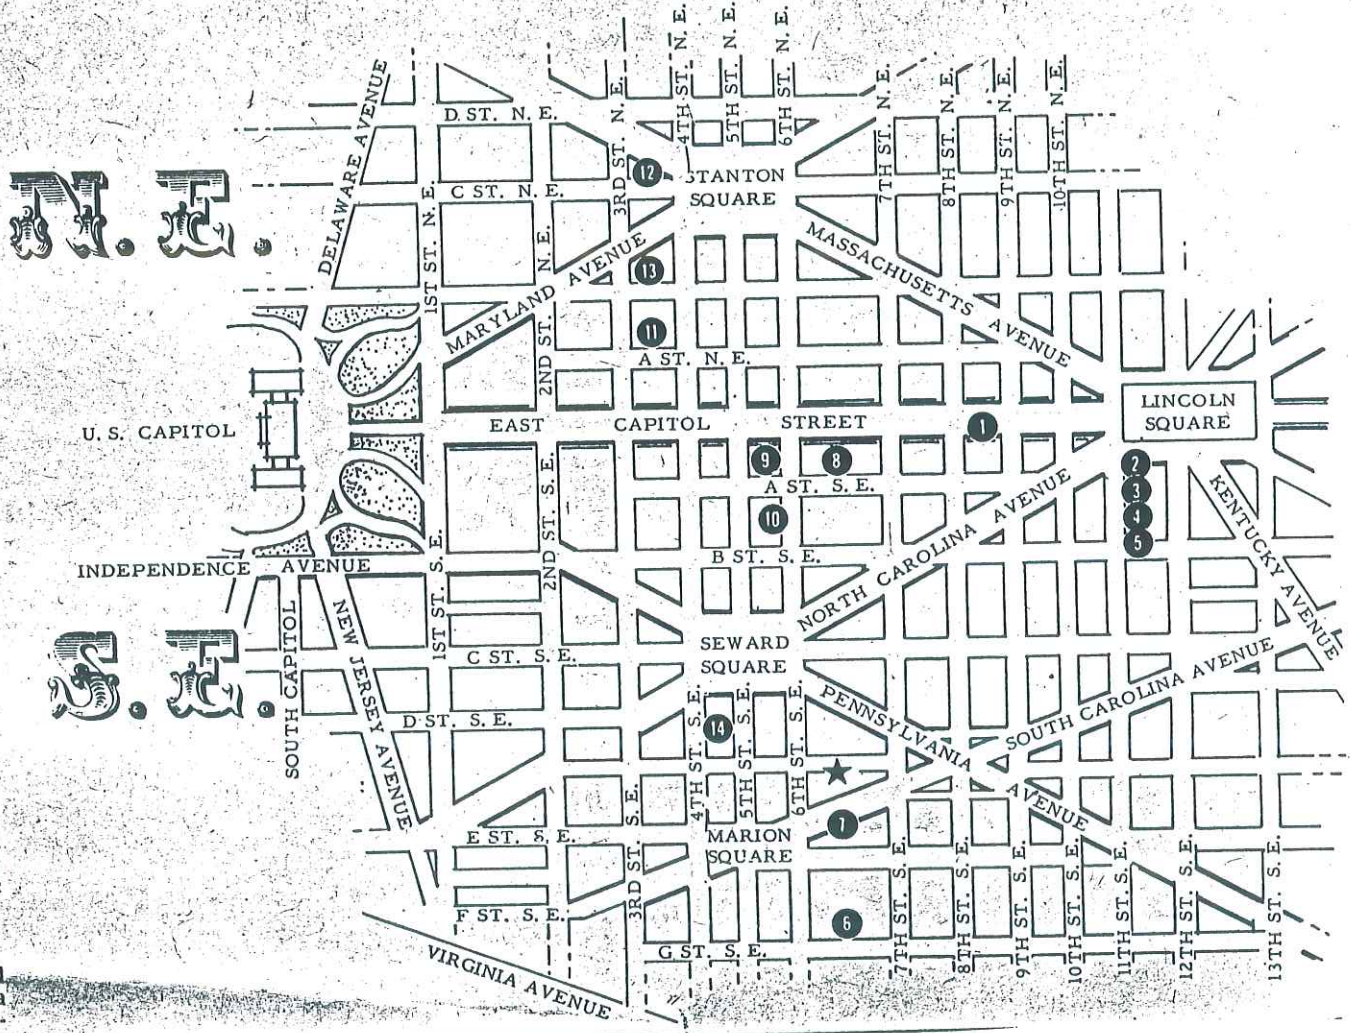 N. E.
S. E.
DELAWARE AVENUE
1ST ST. N. E.
2ND ST. N. E.
3RD ST. N. E.
4TH ST. N. E.
5TH ST. N. E.
6TH ST. N. E.
7TH ST. N. E.
8TH ST. N. E.
9TH ST. N. E.
10TH ST. N. E.
D. ST. N. E.
C ST. N. E.
12
STANTON
SQUARE
MARYLAND AVENUE
MASSACHUSETTS AVENUE
13
11
A ST. N. E.
U. S. CAPITOL
EAST CAPITOL STREET
1
LINCOLN
SQUARE
9
8
A ST. S. E.
10
B ST. S. E.
2
3
4
5
KENTUCKY AVENUE
NORTH CAROLINA AVENUE
INDEPENDENCE AVENUE
SOUTH CAPITOL
NEW JERSEY AVENUE
1ST ST. S. E.
2ND ST. S. E.
C ST. S. E.
D ST. S. E.
SEWARD
SQUARE
PENNSYLVANIA AVENUE
SOUTH CAROLINA AVENUE
14
4TH ST. S. E.
5TH ST. S. E.
6TH ST. S. E.
7
MARION
SQUARE
E ST. S. E.
F ST. S. E.
3RD ST. S. E.
6
G ST. S. E.
VIRGINIA AVENUE
7TH ST. S. E.
8TH ST. S. E.
9TH ST. S. E.
10TH ST. S. E.
11TH ST. S. E.
12TH ST. S. E.
13TH ST. S. E.